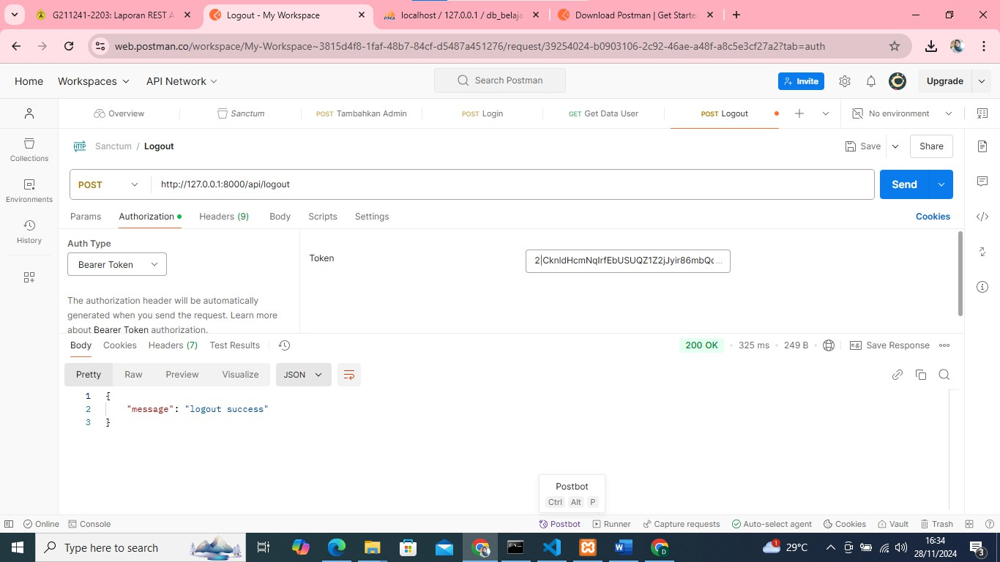 G211241-2203: Laporan REST A
Logout - My Workspace
localhost / 127.0.0.1 / db_belaja
Download Postman | Get Starte
web.postman.co/workspace/My-Workspace~3815d4f8-1faf-48b7-84cf-d5487a451276/request/39254024-b0903106-2c92-46ae-a48f-a8c5e3cf27a2?tab=auth
Home Workspaces API Network Search Postman Invite Upgrade
Overview Sanctum POST Tambahkan Admin POST Login GET Get Data User POST Logout No environment
Collections
Environments
History
HTTP Sanctum / Logout Save Share
POST http://127.0.0.1:8000/api/logout Send
Params Authorization Headers (9) Body Scripts Settings Cookies
Auth Type
Bearer Token
The authorization header will be automatically
generated when you send the request. Learn more
about Bearer Token authorization.
Token
Body Cookies Headers (7) Test Results 200 OK 325 ms 249 B e.g. Save Response
Pretty Raw Preview Visualize JSON
1 {
2 "message": "logout success"
3 }
Postbot
Ctrl Alt P
Online Console Postbot Runner Capture requests Auto-select agent Cookies Vault Trash
Type here to search
1 29°C
16:34
28/11/2024
3